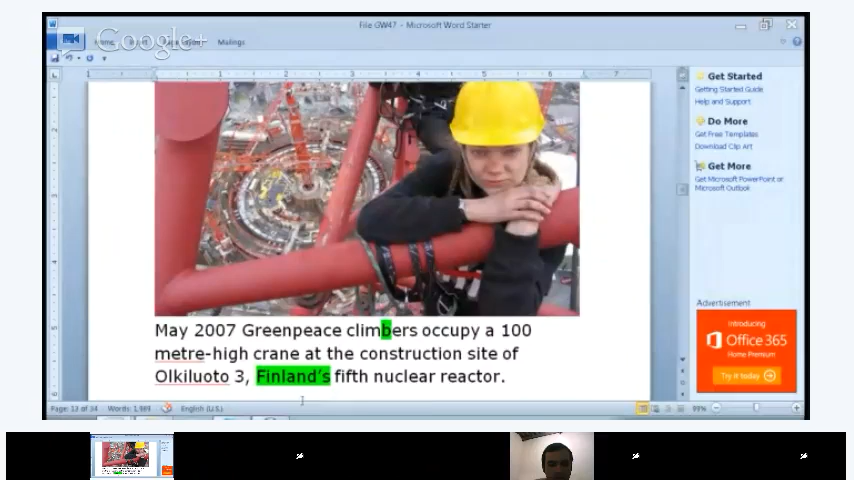 File GW47 - Microsoft Word Starter
Google+
Mailings
Get Started
Getting Started Guide
Help and Support
Do More
Get Free Templates
Download Clip Art
Get More
Get Microsoft PowerPoint or
Microsoft Outlook
Advertisement
Introducing
Office 365
Home Premium
Try it today
May 2007 Greenpeace climbers occupy a 100
metre-high crane at the construction site of
Olkiluoto 3, Finland's fifth nuclear reactor.
Page: 13 of 34 Words: 1,989 English (U.S.) 99%